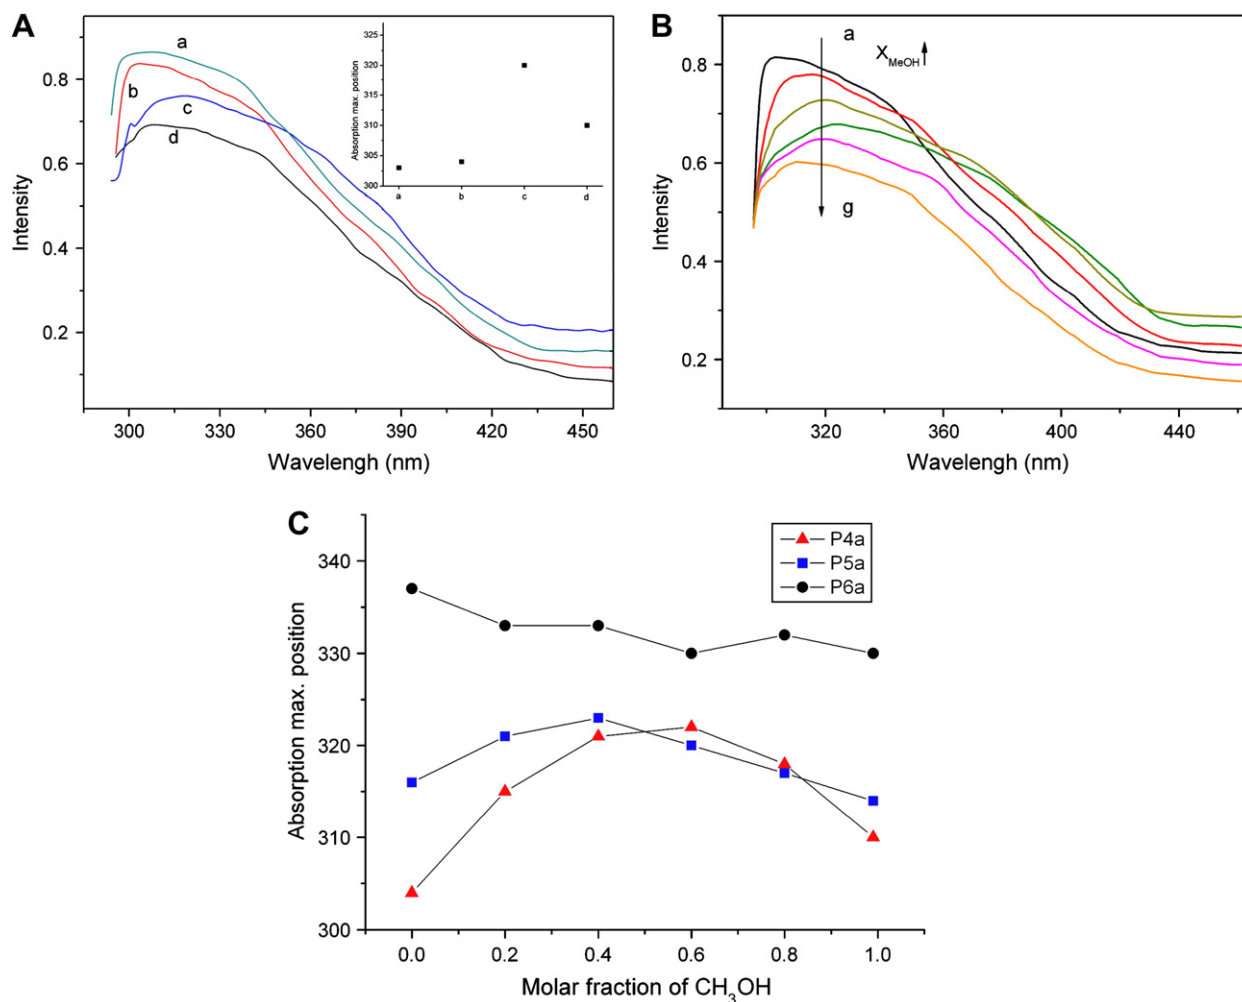 A
a
b
c
d
0.8
0.6
0.4
0.2
Intensity
300
330
360
390
420
450
Wavelengh (nm)
325
320
315
310
305
300
Absorption max. position
a
b
c
d
B
a
X MeOH
g
0.8
0.6
0.4
0.2
Intensity
320
360
400
440
Wavelengh (nm)
C
P4a
P5a
P6a
340
330
320
310
300
Absorption max. position
0.0
0.2
0.4
0.6
0.8
1.0
Molar fraction of CH3OH